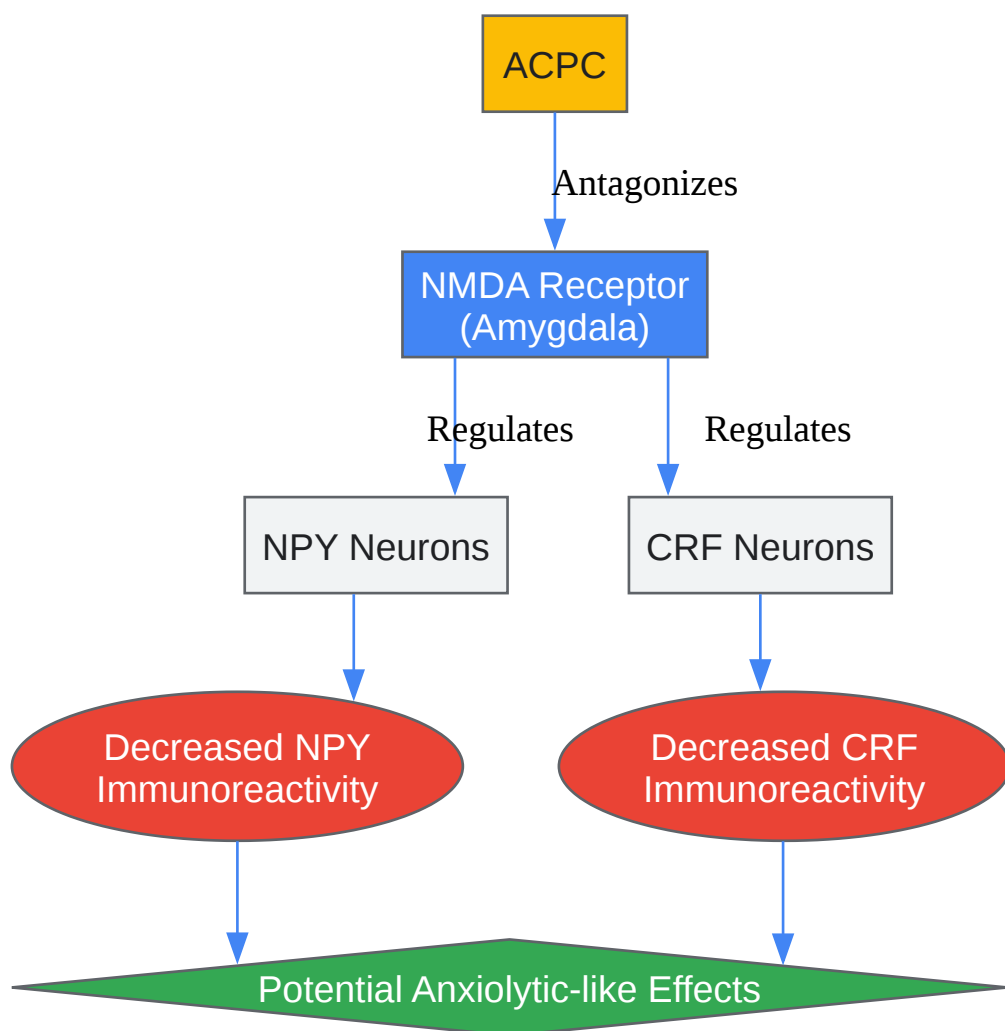 ACPC
Antagonizes
NMDA Receptor
(Amygdala)
Regulates
Regulates
NPY Neurons
CRF Neurons
Decreased NPY
Immunoreactivity
Decreased CRF
Immunoreactivity
Potential Anxiolytic-like Effects